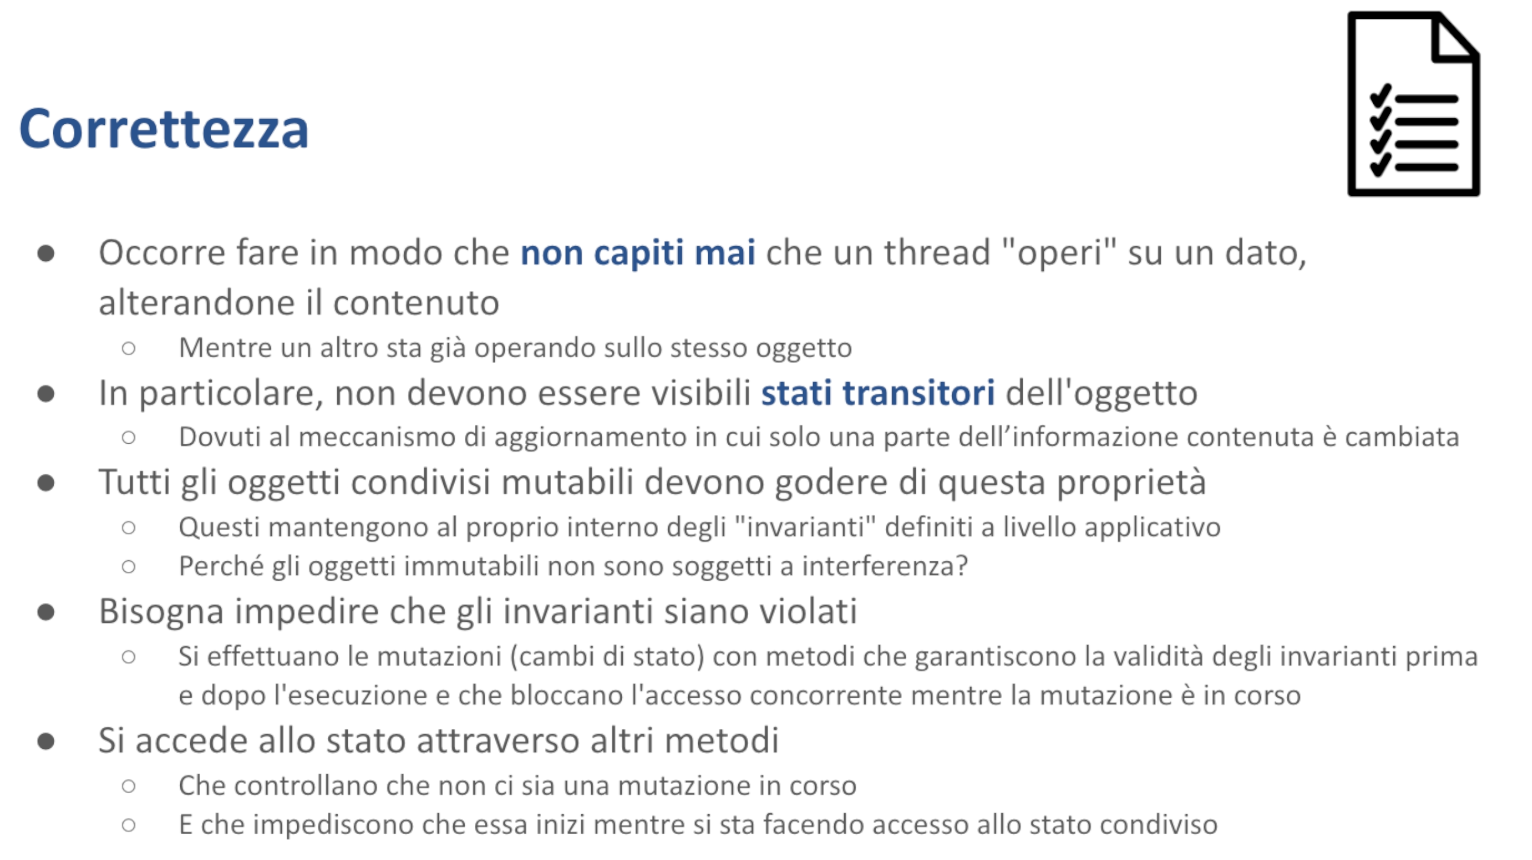 Correttezza
● Occorre fare in modo che non capiti mai che un thread "operi" su un dato,
alterandone il contenuto
○ Mentre un altro sta già operando sullo stesso oggetto
● In particolare, non devono essere visibili stati transitori dell'oggetto
○ Dovuti al meccanismo di aggiornamento in cui solo una parte dell’informazione contenuta è cambiata
● Tutti gli oggetti condivisi mutabili devono godere di questa proprietà
○ Questi mantengono al proprio interno degli "invarianti" definiti a livello applicativo
○ Perché gli oggetti immutabili non sono soggetti a interferenza?
● Bisogna impedire che gli invarianti siano violati
○ Si effettuano le mutazioni (cambi di stato) con metodi che garantiscono la validità degli invarianti prima
e dopo l'esecuzione e che bloccano l'accesso concorrente mentre la mutazione è in corso
● Si accede allo stato attraverso altri metodi
○ Che controllano che non ci sia una mutazione in corso
○ E che impediscono che essa inizi mentre si sta facendo accesso allo stato condiviso